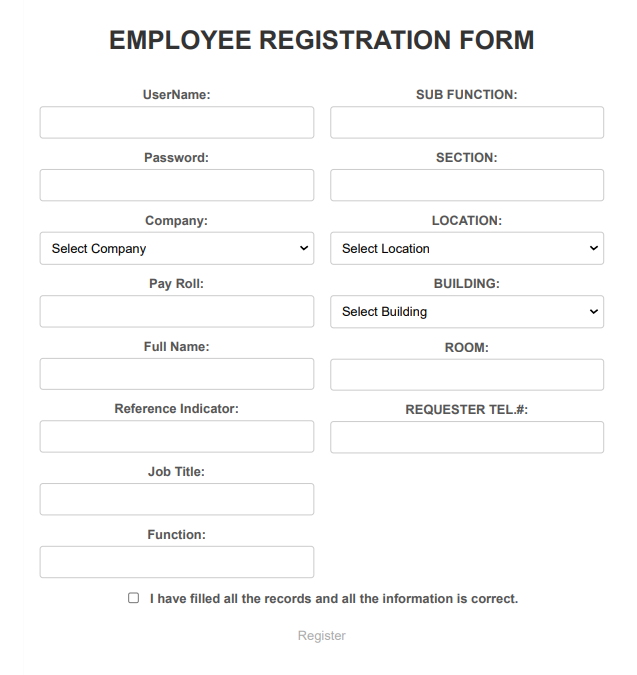 EMPLOYEE REGISTRATION FORM
UserName:
Password:
Company:
Select Company
Pay Roll:
Full Name:
Reference Indicator:
Job Title:
Function:
SUB FUNCTION:
SECTION:
LOCATION:
Select Location
BUILDING:
Select Building
ROOM:
REQUESTER TEL.#:
I have filled all the records and all the information is correct.
Register